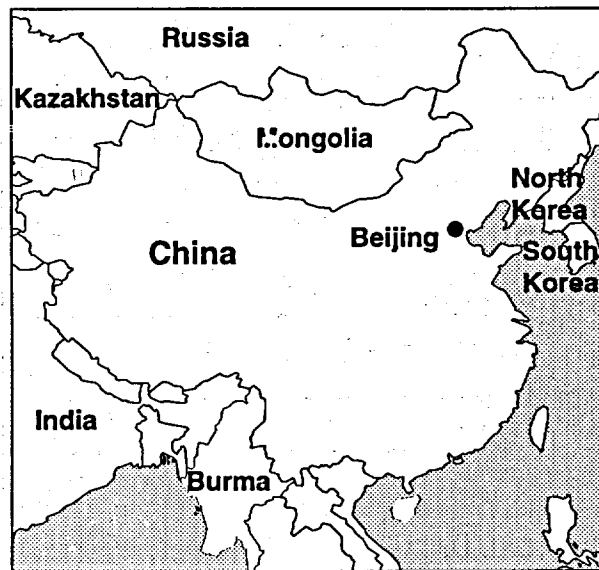 Russia
Kazakhstan
Mongolia
North
Korea
Beijing
China
South
Korea
India
Burma